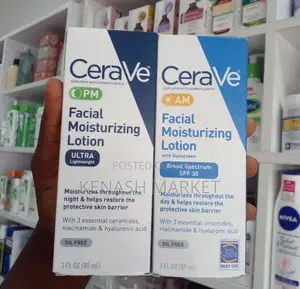 CeraVe
PM
Facial
Moisturizing
Lotion
ULTRA
Lightweight
Moisturizes throughout the
night & helps restore the
protective skin barrier
With 3 essential ceramides,
niacinamide & hyaluronic acid
OIL FREE
3 FL OZ (89 ml)
CeraVe
AM
Facial
Moisturizing
Lotion
with Sunscreen
Broad Spectrum
SPF 30
Moisturizes throughout the
day & helps restore the
protective skin barrier
With 3 essential ceramides,
niacinamide & hyaluronic acid
OIL FREE
3 FL OZ (89 ml)
POSTED
KENASH MARKET
NIVEA